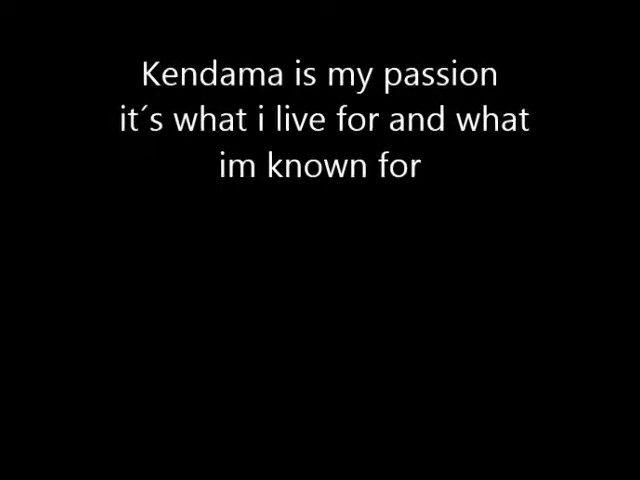 Kendama is my passion
it´s what i live for and what
im known for